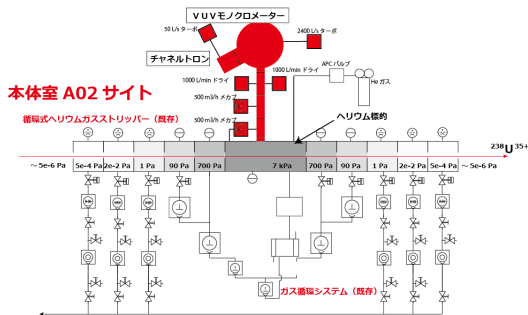 VUVモノクロメーター
50 L/s ターボ
2400 L/s ターボ
チャネルトロン
APC バルブ
1000 L/min ドライ
1000 L/min ドライ
He ガス
本体室 A02 サイト
500 m3/h メカブ
循環式ヘリウムガスストリッパー（既存）
500 m3/h メカブ
ヘリウム標的
238U35+
～5e-6 Pa
5e-4 Pa
2e-2 Pa
1 Pa
90 Pa
700 Pa
7 kPa
700 Pa
90 Pa
1 Pa
2e-2 Pa
5e-4 Pa
～5e-6 Pa
ガス循環システム（既存）